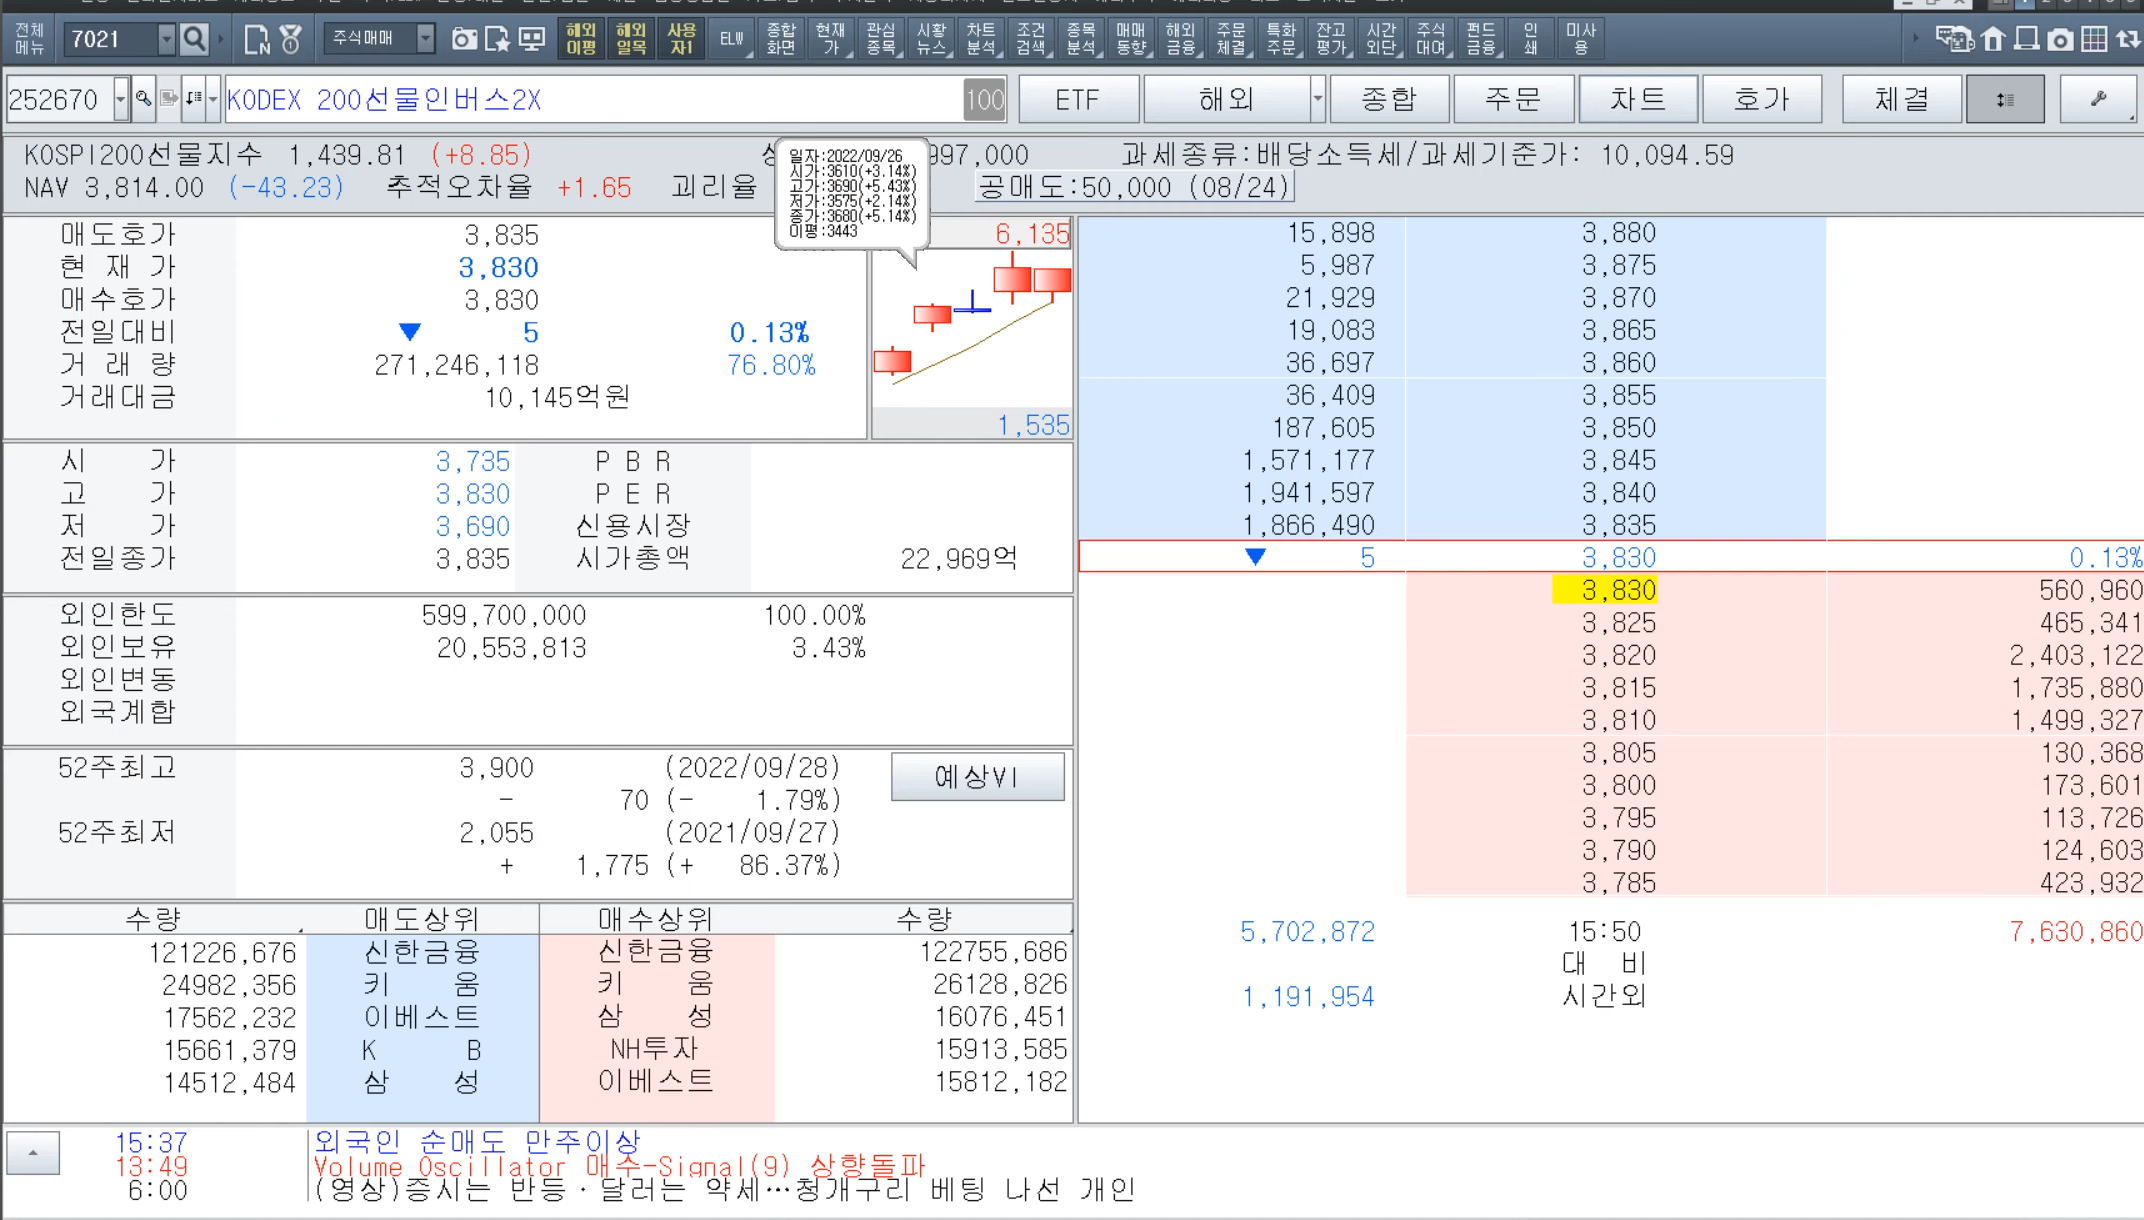 전체 메뉴 7021 주식매매 해외이평 해외일목 사용자1 ELW 종합화면 현재가 관심종목 시황뉴스 차트분석 조건검색 종목분석 매매동향 해외금융 주문체결 특화주문 잔고평가 시간외단 주식대여 펀드금융 인쇄 미사용
252670 KODEX 200선물인버스2X 100 ETF 해외 종합 주문 차트 호가 체결
KOSPI200선물지수 1,439.81 (+8.85) 997,000 과세종류:배당소득세/과세기준가: 10,094.59
NAV 3,814.00 (-43.23) 추적오차율 +1.65 괴리율 공매도:50,000 (08/24)
일자:2022/09/26
시가:3610(+3.14%)
고가:3690(+5.43%)
저가:3575(+2.14%)
종가:3680(+5.14%)
이평:3443
매도호가 3,835
현재가 3,830
매수호가 3,830
전일대비 ▼ 5 0.13%
거래량 271,246,118 76.80%
거래대금 10,145억원
6,135
1,535
시가 3,735 PBR
고가 3,830 PER
저가 3,690 신용시장
전일종가 3,835 시가총액 22,969억
외인한도 599,700,000 100.00%
외인보유 20,553,813 3.43%
외인변동
외국계합
52주최고 3,900 (2022/09/28)
- 70 (- 1.79%)
예상VI
52주최저 2,055 (2021/09/27)
+ 1,775 (+ 86.37%)
수량 매도상위 매수상위 수량
121226,676 신한금융 신한금융 122755,686
24982,356 키움 키움 26128,826
17562,232 이베스트 삼성 16076,451
15661,379 KB NH투자 15913,585
14512,484 삼성 이베스트 15812,182
15,898 3,880
5,987 3,875
21,929 3,870
19,083 3,865
36,697 3,860
36,409 3,855
187,605 3,850
1,571,177 3,845
1,941,597 3,840
1,866,490 3,835
▼ 5 3,830 0.13%
3,830 560,960
3,825 465,341
3,820 2,403,122
3,815 1,735,880
3,810 1,499,327
3,805 130,368
3,800 173,601
3,795 113,726
3,790 124,603
3,785 423,932
5,702,872 15:50 7,630,860
대비
1,191,954 시간외
15:37 외국인 순매도 만주이상
13:49 Volume Oscillator 매수-Signal(9) 상향돌파
6:00 (영상)증시는 반등·달러는 약세…청개구리 베팅 나선 개인